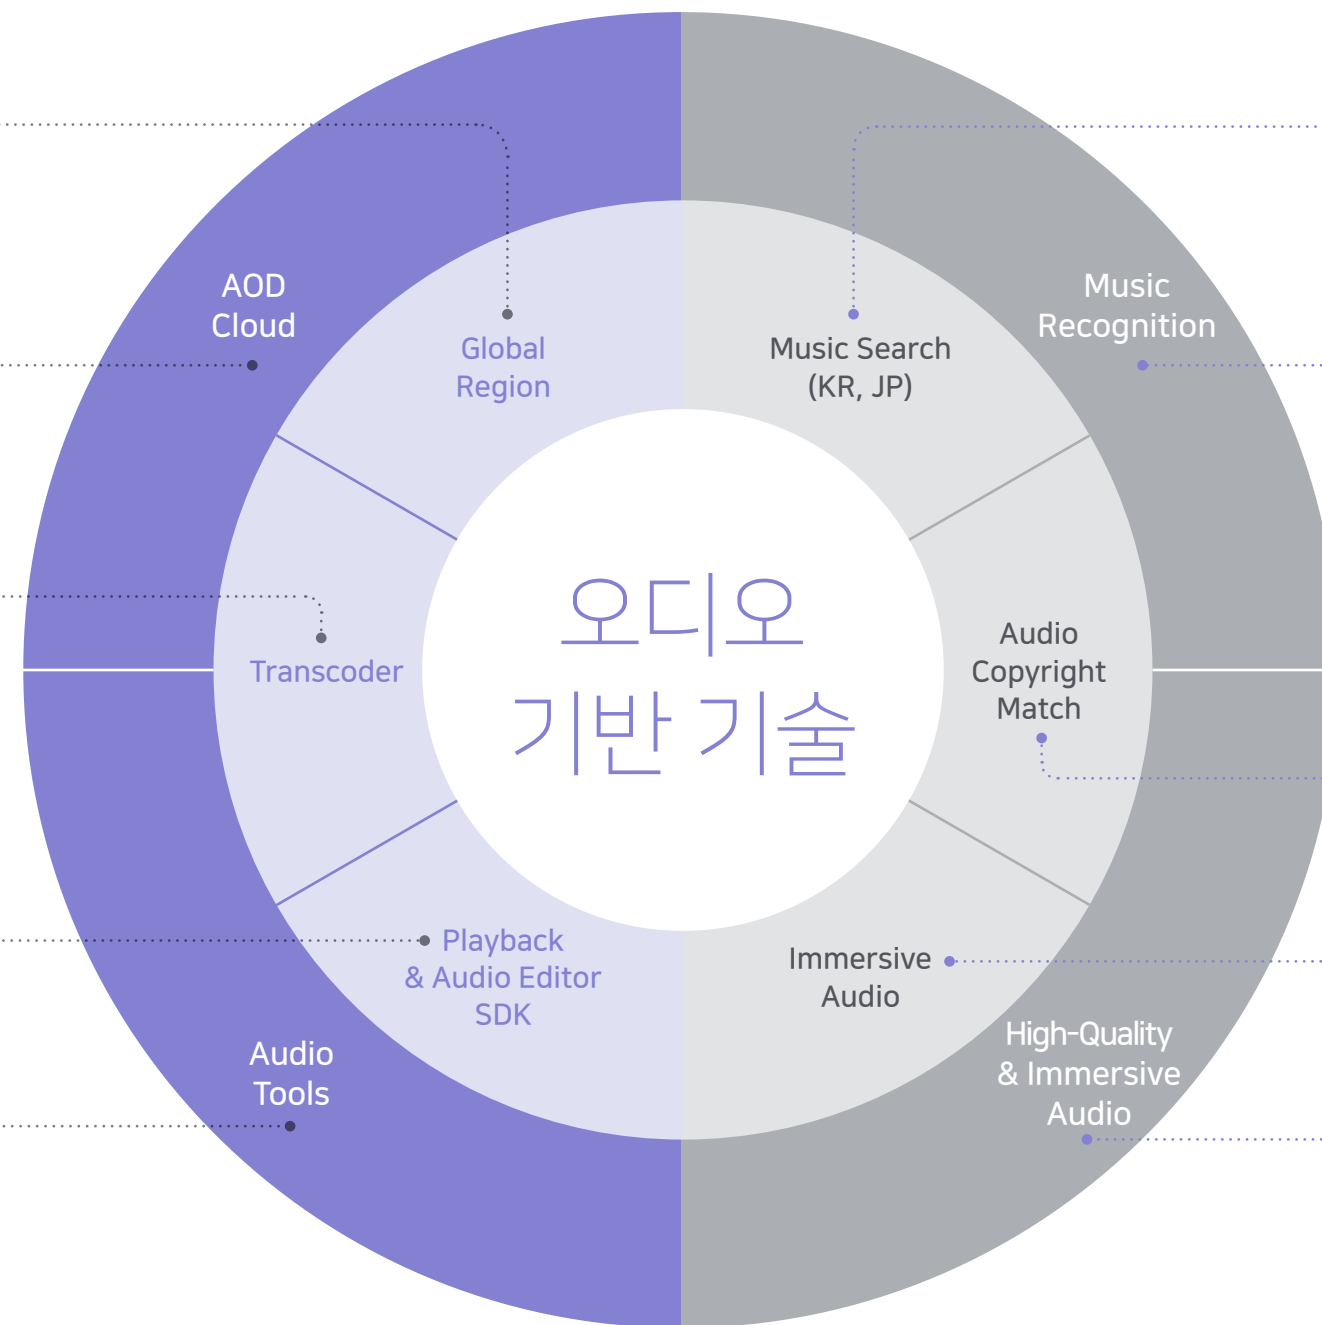 AOD
Cloud
Global
Region
Music Search
(KR, JP)
Music
Recognition
Transcoder
오디오
기반 기술
Audio
Copyright
Match
Playback
& Audio Editor
SDK
Immersive
Audio
Audio
Tools
High-Quality
& Immersive
Audio